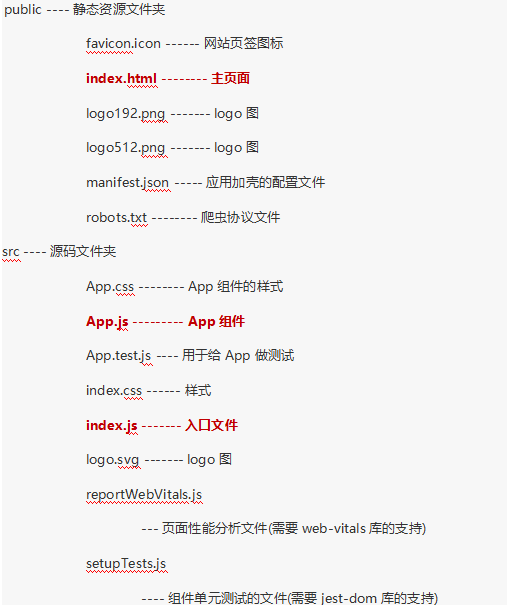 public ---- 静态资源文件夹
favicon.icon ------ 网站页签图标
index.html -------- 主页面
logo192.png ------- logo 图
logo512.png ------- logo 图
manifest.json ----- 应用加壳的配置文件
robots.txt -------- 爬虫协议文件
src ---- 源码文件夹
App.css -------- App 组件的样式
App.js --------- App 组件
App.test.js ---- 用于给 App 做测试
index.css ------ 样式
index.js ------- 入口文件
logo.svg ------- logo 图
reportWebVitals.js
--- 页面性能分析文件(需要 web-vitals 库的支持)
setupTests.js
---- 组件单元测试的文件(需要 jest-dom 库的支持)